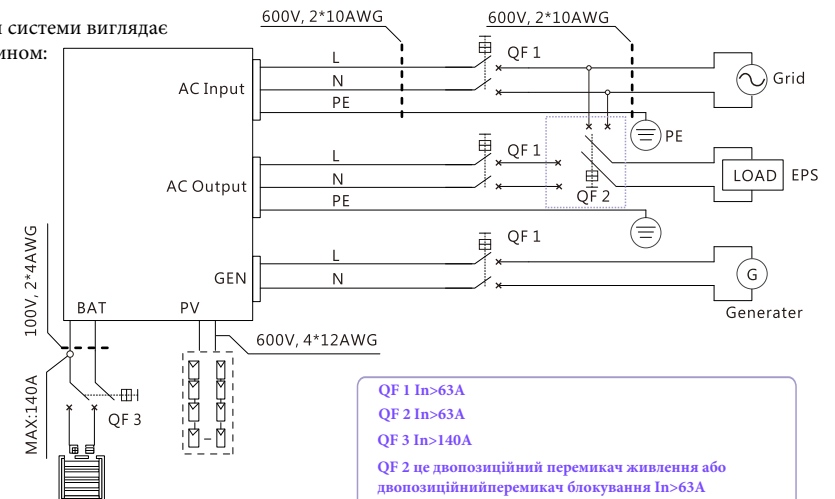 600V, 2*10AWG
600V, 2*10AWG
системи виглядає
QF 1
L
AC Input
N
Grid
PE
PE
QF 1
L
AC Output
N
LOAD
EPS
PE
QF 2
QF 1
L
GEN
N
G
Generater
100V, 2*4AWG
BAT
PV
600V, 4*12AWG
MAX:140A
QF 3
QF 1 In>63A
QF 2 In>63A
QF 3 In>140A
QF 2 це двопозиційний перемикач живлення або
двопозиційнийперемикач блокування In>63A